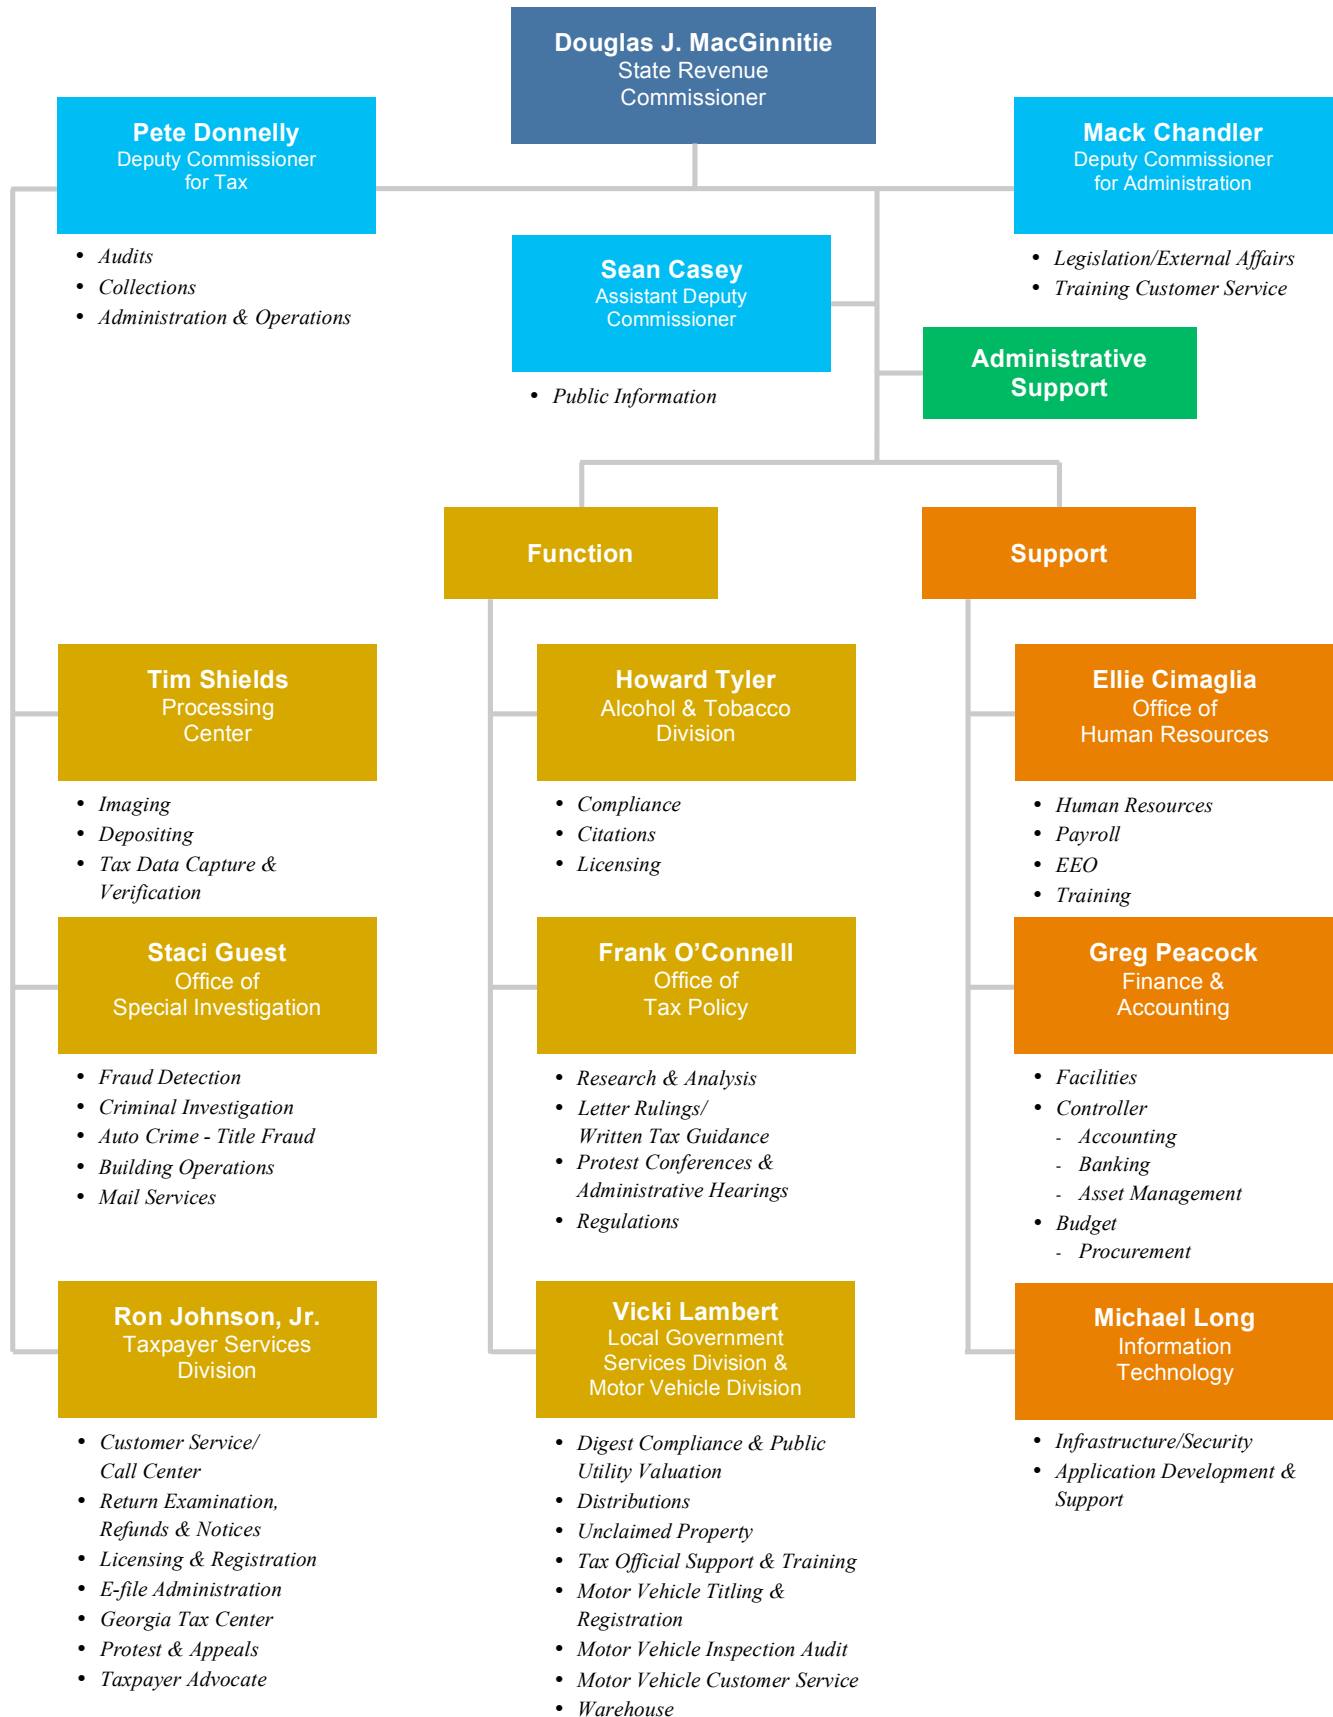 Douglas J. MacGinnitie
State Revenue
Commissioner
Pete Donnelly
Deputy Commissioner
for Tax
• Audits
• Collections
• Administration & Operations
Mack Chandler
Deputy Commissioner
for Administration
• Legislation/External Affairs
• Training Customer Service
Sean Casey
Assistant Deputy
Commissioner
• Public Information
Administrative
Support
Function
Support
Tim Shields
Processing
Center
• Imaging
• Depositing
• Tax Data Capture &
Verification
Howard Tyler
Alcohol & Tobacco
Division
• Compliance
• Citations
• Licensing
Ellie Cimaglia
Office of
Human Resources
• Human Resources
• Payroll
• EEO
• Training
Staci Guest
Office of
Special Investigation
• Fraud Detection
• Criminal Investigation
• Auto Crime - Title Fraud
• Building Operations
• Mail Services
Frank O’Connell
Office of
Tax Policy
• Research & Analysis
• Letter Rulings/
Written Tax Guidance
• Protest Conferences &
Administrative Hearings
• Regulations
Greg Peacock
Finance &
Accounting
• Facilities
• Controller
- Accounting
- Banking
- Asset Management
• Budget
- Procurement
Ron Johnson, Jr.
Taxpayer Services
Division
• Customer Service/
Call Center
• Return Examination,
Refunds & Notices
• Licensing & Registration
• E-file Administration
• Georgia Tax Center
• Protest & Appeals
• Taxpayer Advocate
Vicki Lambert
Local Government
Services Division &
Motor Vehicle Division
• Digest Compliance & Public
Utility Valuation
• Distributions
• Unclaimed Property
• Tax Official Support & Training
• Motor Vehicle Titling &
Registration
• Motor Vehicle Inspection Audit
• Motor Vehicle Customer Service
• Warehouse
Michael Long
Information
Technology
• Infrastructure/Security
• Application Development &
Support